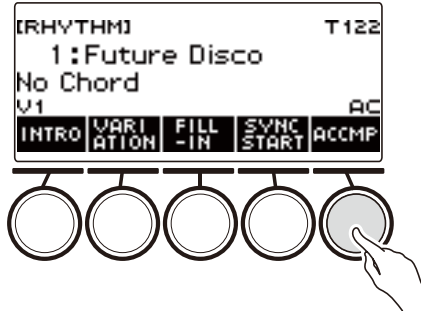 [RHYTHM] T122
1:Future Disco
No Chord
V1 AC
INTRO VARI ATION FILL -IN SYNC START ACCMP